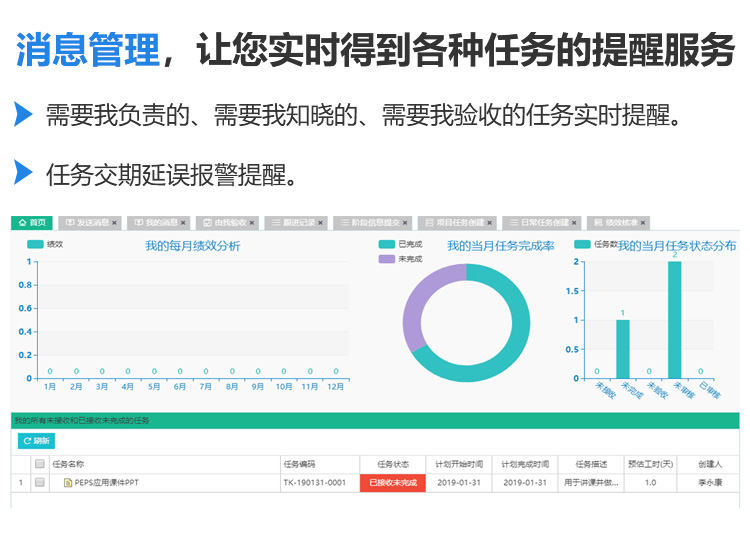 消息管理，让您实时得到各种任务的提醒服务
需要我负责的、需要我知晓的、需要我验收的任务实时提醒。
任务交期延误报警提醒。
首页 发送消息 我的消息 由我验收 跟进记录 阶段信息提交 项目任务创建 日常任务创建 绩效核准
绩效 我的每月绩效分析
1
0.8
0.6
0.4
0.2
0
0 0 0 0 0 0 0 0 0 0 0 0
1月 2月 3月 4月 5月 6月 7月 8月 9月 10月 11月 12月
已完成 我的当月任务完成率
未完成
任务数 我的当月任务状态分布
2
1.5
1
0.5
0
0 1 0 2 0
未接收 未完成 未验收 未审核 已审核
我的所有未接收和已接收未完成的任务
刷新
任务名称 任务编码 任务状态 计划开始时间 计划完成时间 任务描述 预估工时(天) 创建人
1 PEPS应用课件PPT TK-190131-0001 已接收未完成 2019-01-31 2019-01-31 用于讲课并做... 1.0 李永康